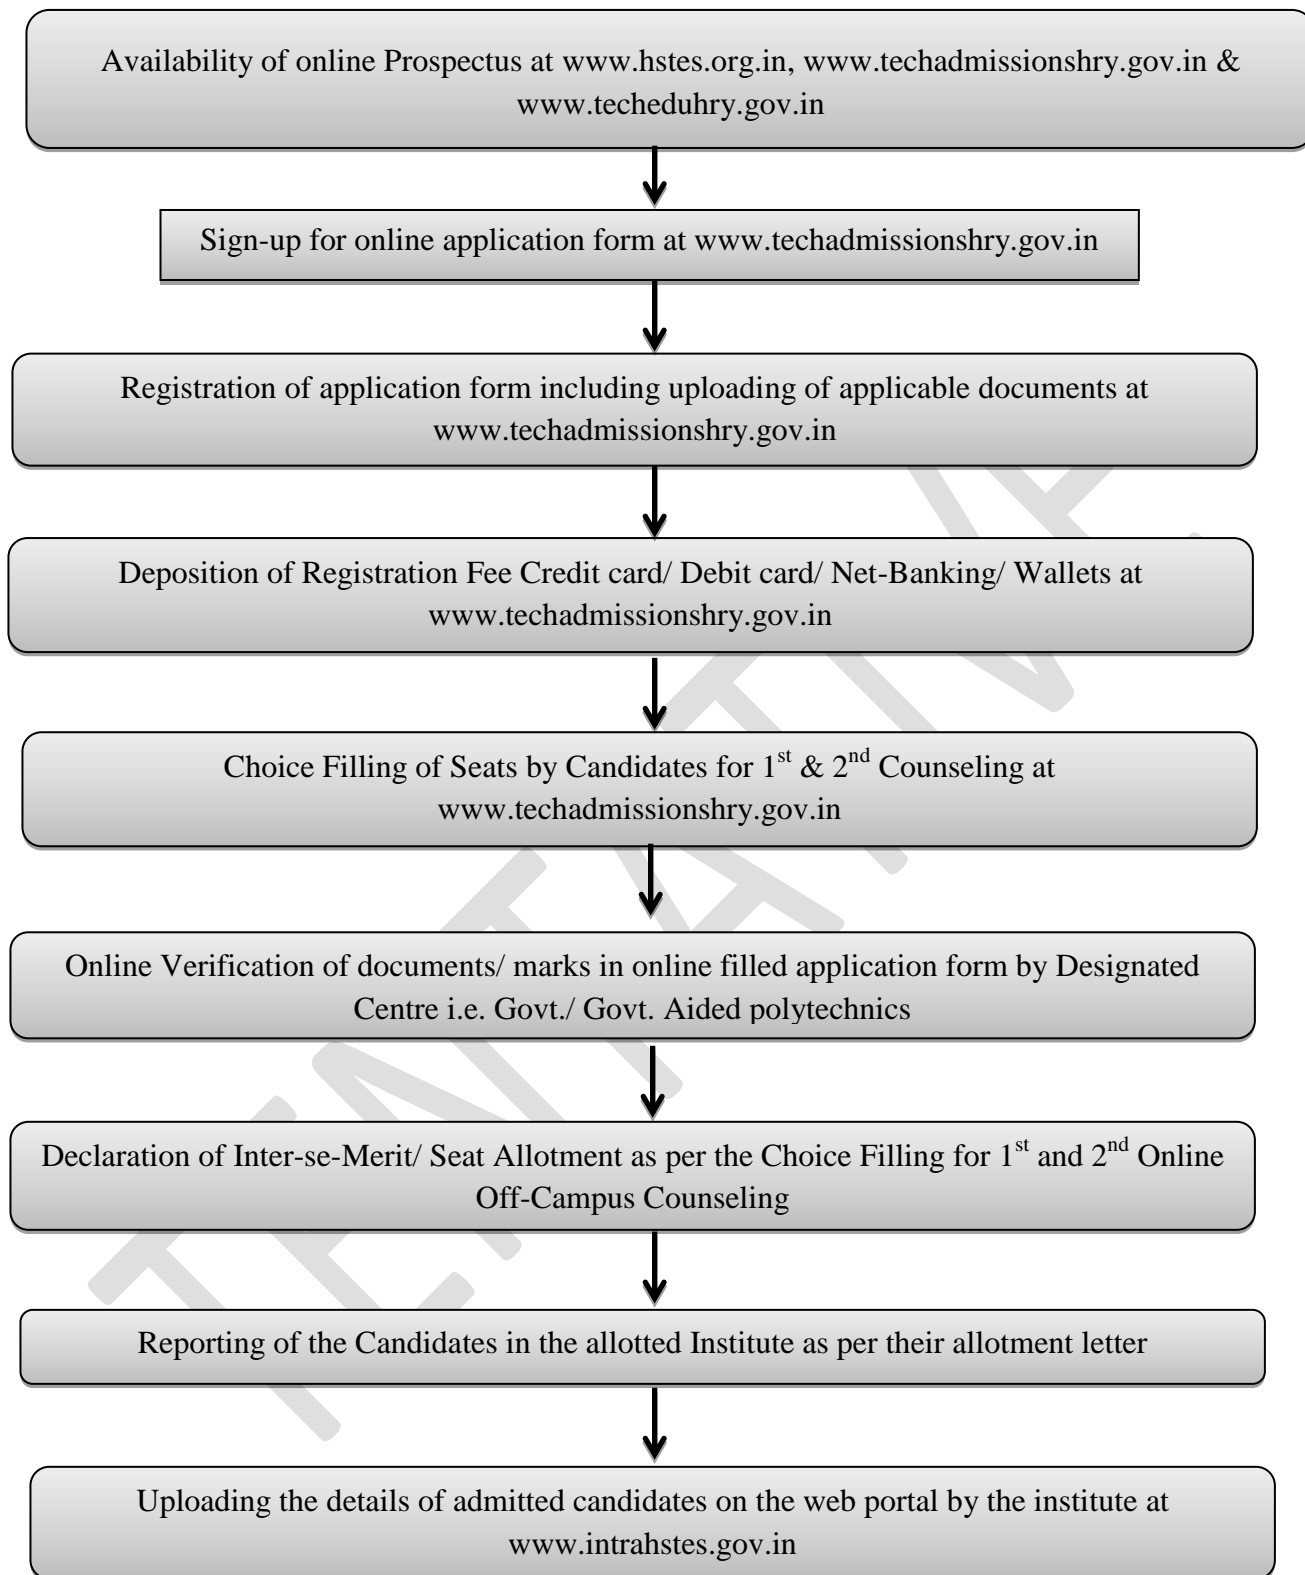 Availability of online Prospectus at www.hstes.org.in, www.techadmissionshry.gov.in &
www.techeduhry.gov.in
Sign-up for online application form at www.techadmissionshry.gov.in
Registration of application form including uploading of applicable documents at
www.techadmissionshry.gov.in
Deposition of Registration Fee Credit card/ Debit card/ Net-Banking/ Wallets at
www.techadmissionshry.gov.in
Choice Filling of Seats by Candidates for 1st & 2nd Counseling at
www.techadmissionshry.gov.in
Online Verification of documents/ marks in online filled application form by Designated
Centre i.e. Govt./ Govt. Aided polytechnics
Declaration of Inter-se-Merit/ Seat Allotment as per the Choice Filling for 1st and 2nd Online
Off-Campus Counseling
Reporting of the Candidates in the allotted Institute as per their allotment letter
Uploading the details of admitted candidates on the web portal by the institute at
www.intrahstes.gov.in
TENTATIVE